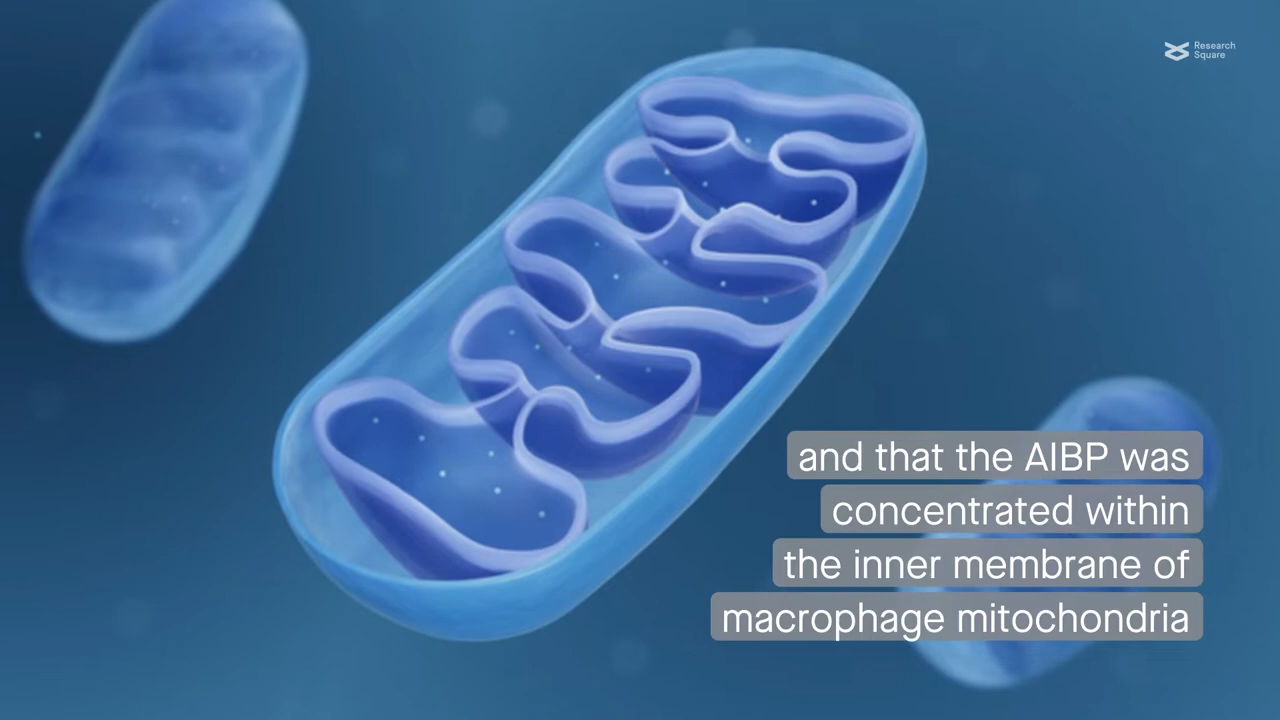 Research
Square
and that the AIBP was
concentrated within
the inner membrane of
macrophage mitochondria